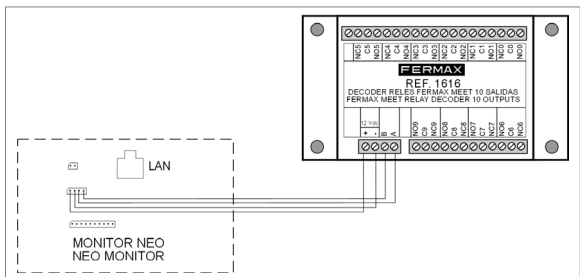 NC5 C5 NO5 NC4 C4 NO4 NC3 C3 NO3 NC2 C2 NO2 NC1 C1 NO1 NC0 C0 NO0
FERMAX
REF. 1616
DECODER RELES FERMAX MEET 10 SALIDAS
FERMAX MEET RELAY DECODER 10 OUTPUTS
12 Vdc
+ - B A NO9 C9 NC9 NO8 C8 NC8 NO7 C7 NC7 NO6 C6 NC6
LAN
MONITOR NEO
NEO MONITOR